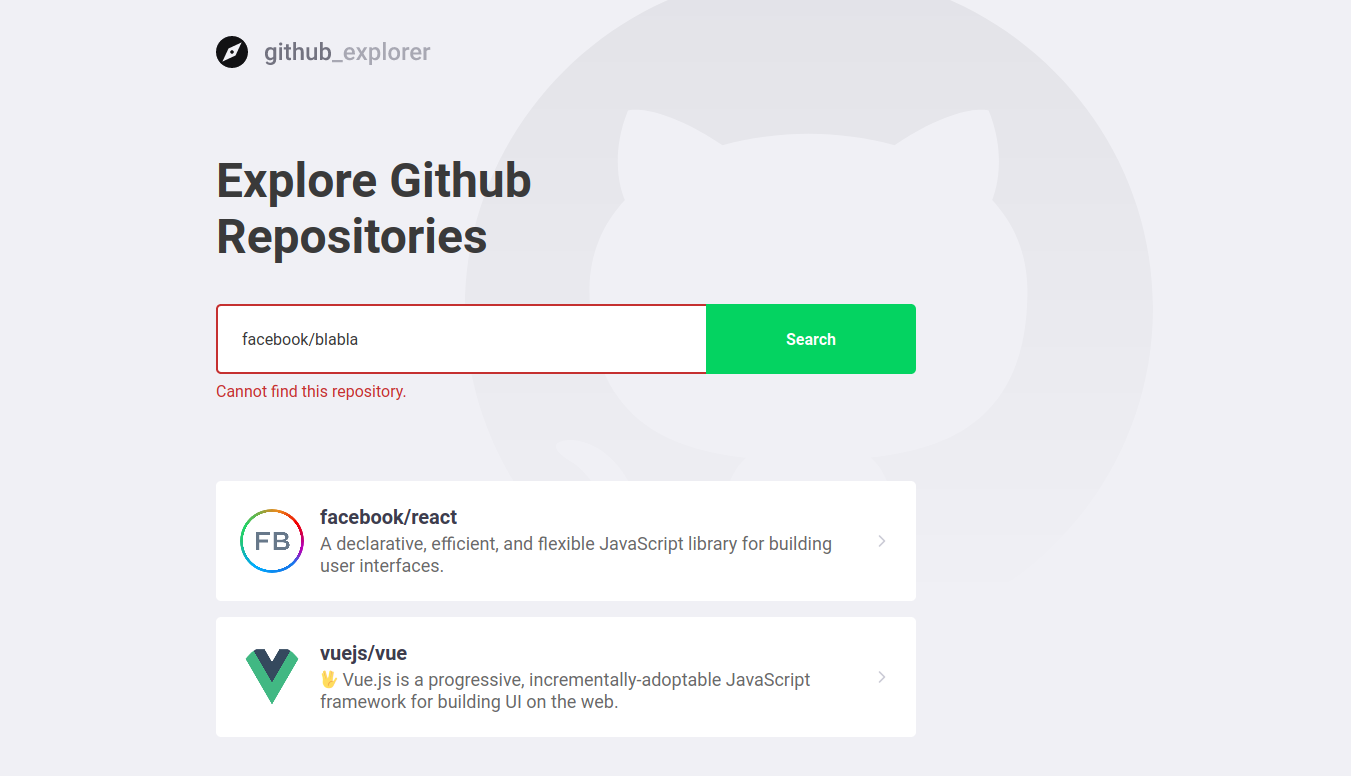 github_explorer
Explore Github
Repositories
facebook/blabla
Search
Cannot find this repository.
FB
facebook/react
A declarative, efficient, and flexible JavaScript library for building
user interfaces.
vuejs/vue
🖖 Vue.js is a progressive, incrementally-adoptable JavaScript
framework for building UI on the web.